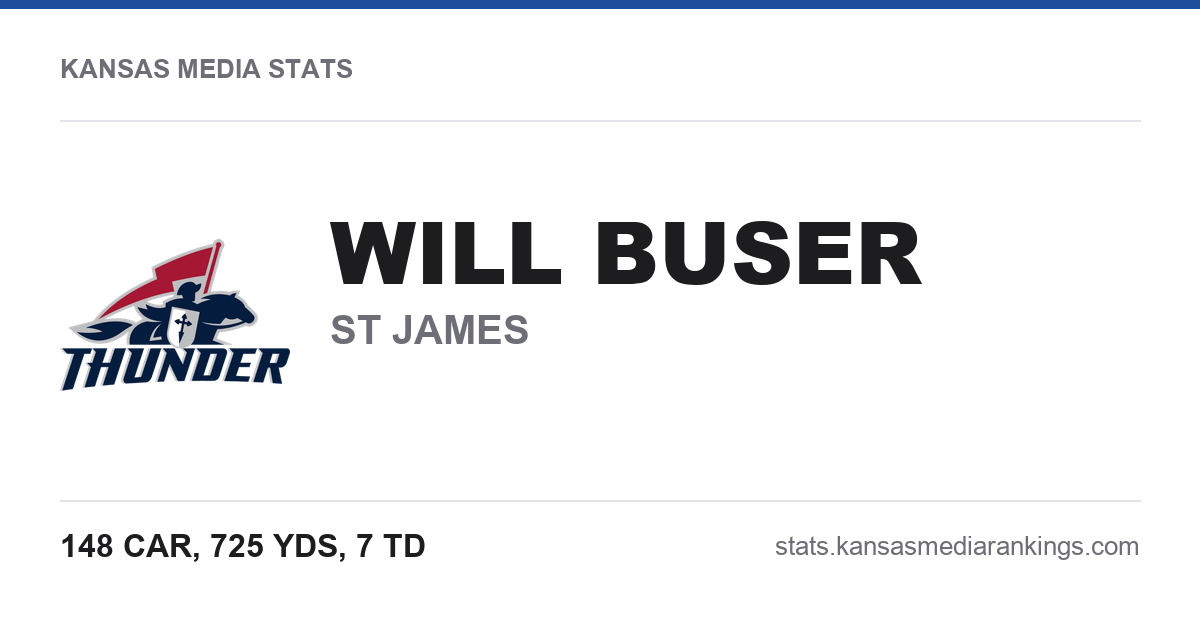 KANSAS MEDIA STATS
WILL BUSER
ST JAMES
THUNDER
148 CAR, 725 YDS, 7 TD
stats.kansasmediarankings.com